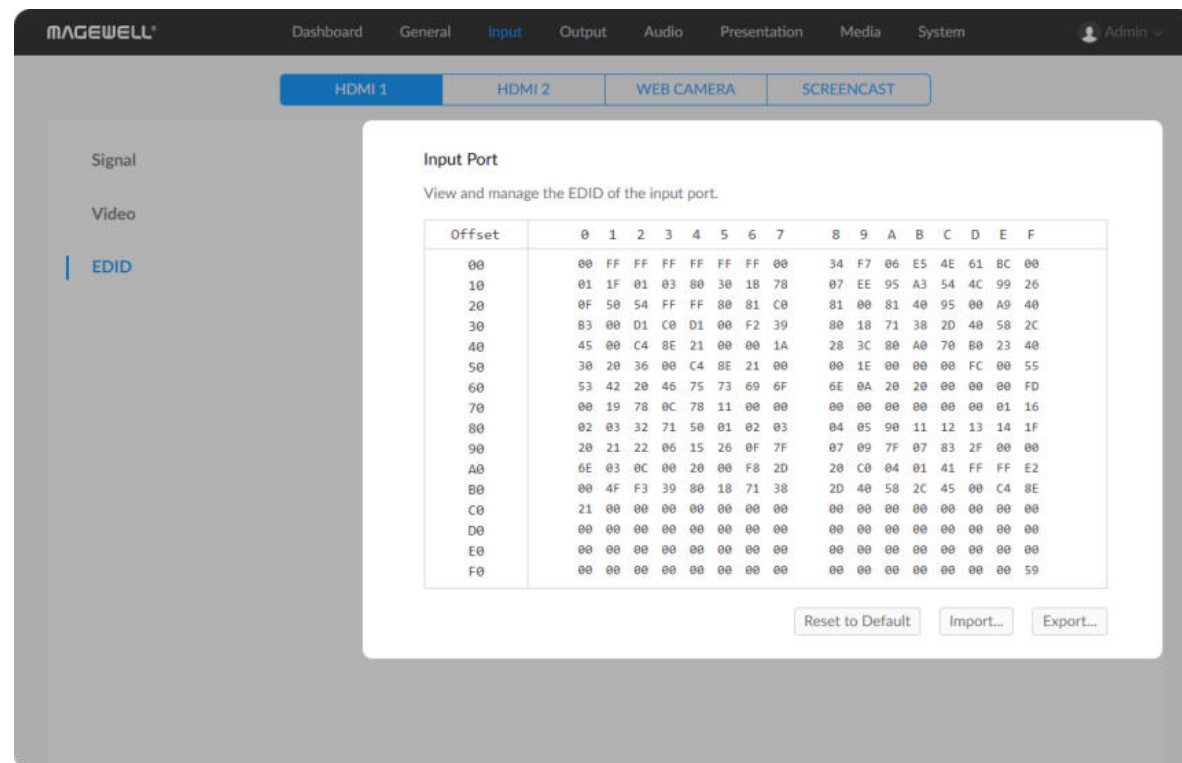 MAGEWELL® Dashboard General Input Output Audio Presentation Media System Admin
HDMI 1 HDMI 2 WEB CAMERA SCREENCAST
Signal
Video
EDID
Input Port
View and manage the EDID of the input port.
Offset 0 1 2 3 4 5 6 7 8 9 A B C D E F
00 00 FF FF FF FF FF FF 00 34 F7 06 E5 4E 61 BC 00
10 01 1F 01 03 80 30 1B 78 07 EE 95 A3 54 4C 99 26
20 0F 50 54 FF FF 80 81 C0 81 00 81 40 95 00 A9 40
30 B3 00 D1 C0 D1 00 F2 39 80 18 71 38 2D 40 58 2C
40 45 00 C4 8E 21 00 00 1A 28 3C 80 A0 70 B0 23 40
50 30 20 36 00 C4 8E 21 00 00 1E 00 00 00 FC 00 55
60 53 42 20 46 75 73 69 6F 6E 0A 20 20 00 00 00 FD
70 00 19 78 0C 78 11 00 00 00 00 00 00 00 00 01 16
80 02 03 32 71 50 01 02 03 04 05 90 11 12 13 14 1F
90 20 21 22 06 15 26 0F 7F 07 09 7F 07 83 2F 00 00
A0 6E 03 0C 00 20 00 F8 2D 20 C0 04 01 41 FF FF E2
B0 00 4F F3 39 80 18 71 38 2D 40 58 2C 45 00 C4 8E
C0 21 00 00 00 00 00 00 00 00 00 00 00 00 00 00 00
D0 00 00 00 00 00 00 00 00 00 00 00 00 00 00 00 00
E0 00 00 00 00 00 00 00 00 00 00 00 00 00 00 00 00
F0 00 00 00 00 00 00 00 00 00 00 00 00 00 00 00 59
Reset to Default Import... Export...